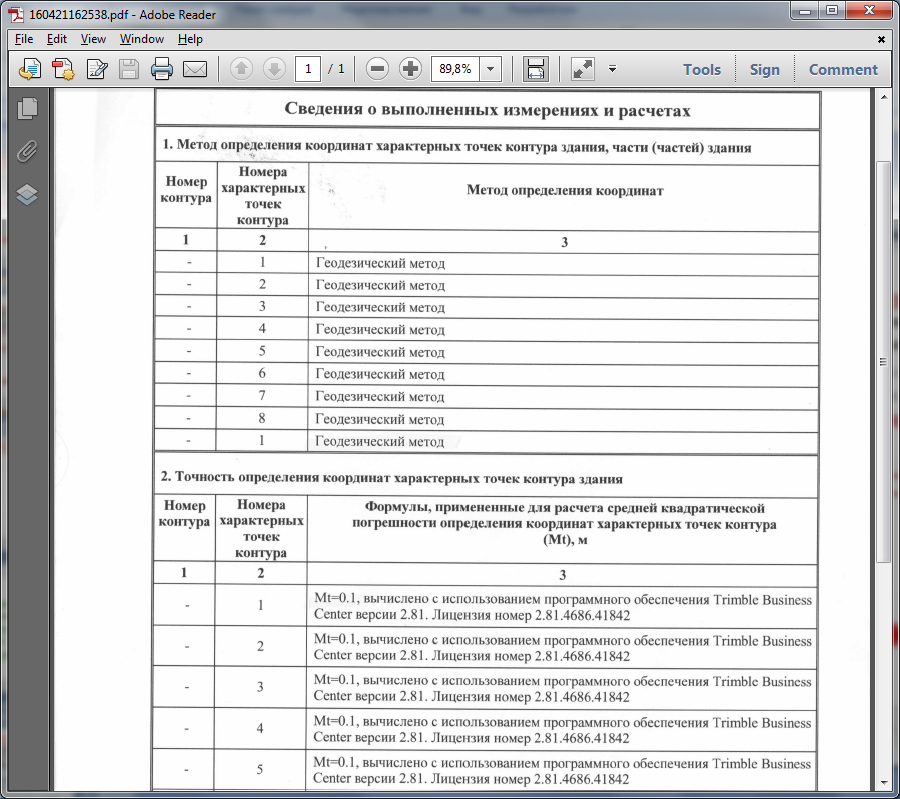 160421162538.pdf - Adobe Reader
File Edit View Window Help
1 / 1 89,8% Tools Sign Comment
Сведения о выполненных измерениях и расчетах
1. Метод определения координат характерных точек контура здания, части (частей) здания
Номер контура Номера характерных точек контура Метод определения координат
1 2 3
- 1 Геодезический метод
- 2 Геодезический метод
- 3 Геодезический метод
- 4 Геодезический метод
- 5 Геодезический метод
- 6 Геодезический метод
- 7 Геодезический метод
- 8 Геодезический метод
- 1 Геодезический метод
2. Точность определения координат характерных точек контура здания
Номер контура Номера характерных точек контура Формулы, примененные для расчета средней квадратической
погрешности определения координат характерных точек контура
(Mt), м
1 2 3
- 1 Mt=0.1, вычислено с использованием программного обеспечения Trimble Business
Center версии 2.81. Лицензия номер 2.81.4686.41842
- 2 Mt=0.1, вычислено с использованием программного обеспечения Trimble Business
Center версии 2.81. Лицензия номер 2.81.4686.41842
- 3 Mt=0.1, вычислено с использованием программного обеспечения Trimble Business
Center версии 2.81. Лицензия номер 2.81.4686.41842
- 4 Mt=0.1, вычислено с использованием программного обеспечения Trimble Business
Center версии 2.81. Лицензия номер 2.81.4686.41842
- 5 Mt=0.1, вычислено с использованием программного обеспечения Trimble Business
Center версии 2.81. Лицензия номер 2.81.4686.41842